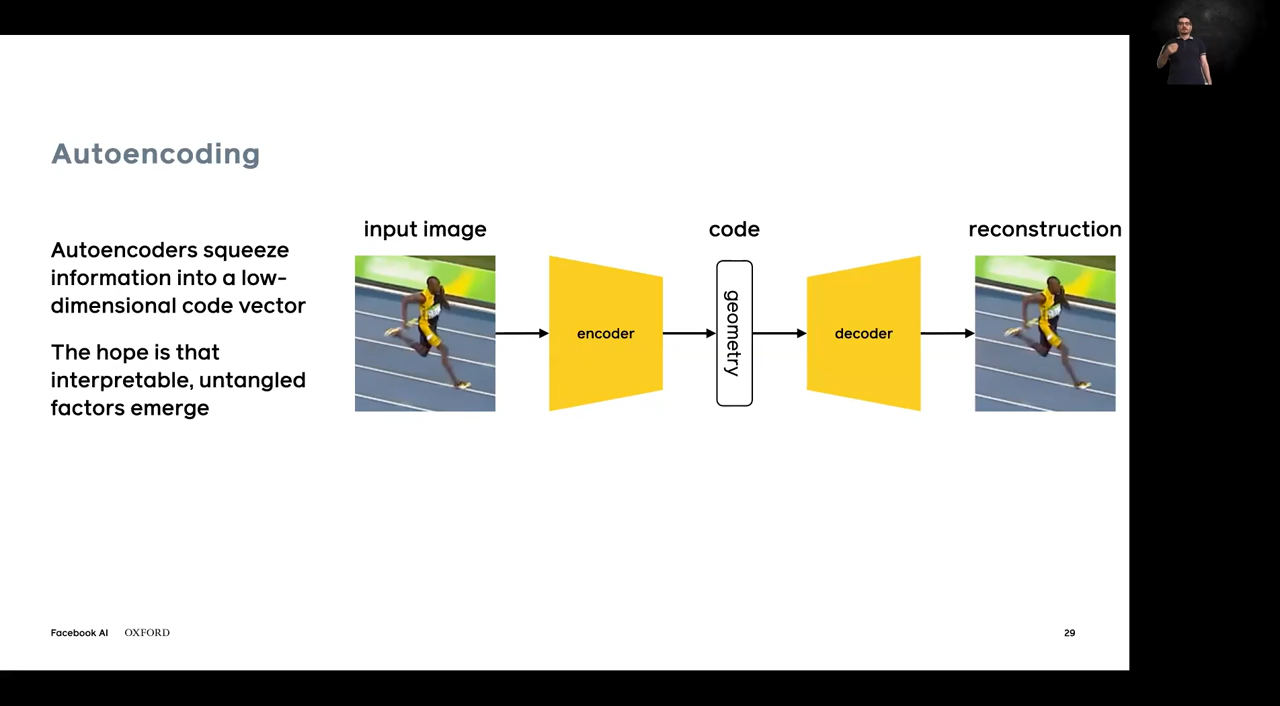 Autoencoding
Autoencoders squeeze
information into a low-
dimensional code vector
The hope is that
interpretable, untangled
factors emerge
input image
code
reconstruction
encoder
geometry
decoder
Facebook AI
OXFORD
29